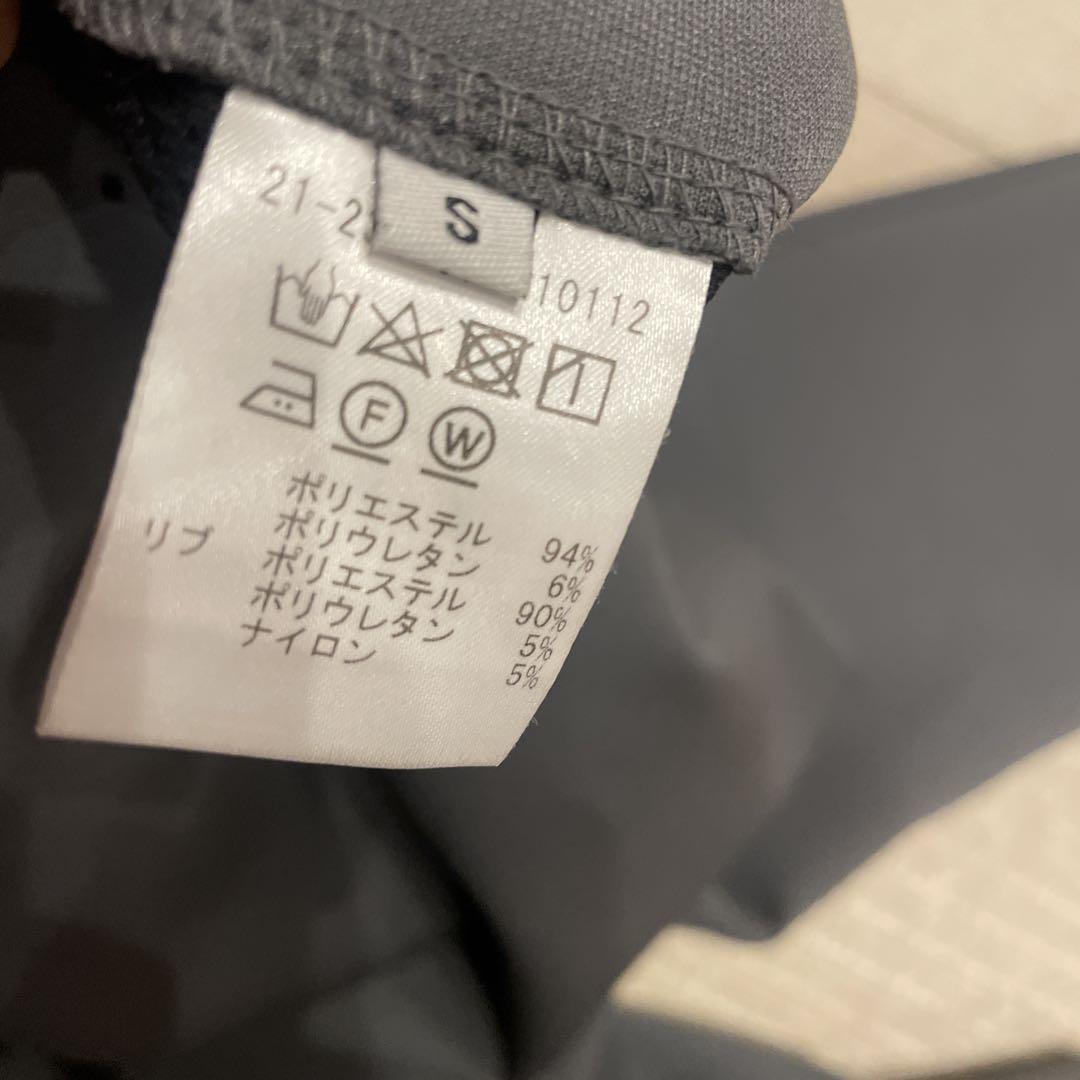 S
21-2 10112
F W
ポリエステル 94%
ポリウレタン 6%
リブ ポリエステル 90%
ポリウレタン 5%
ナイロン 5%